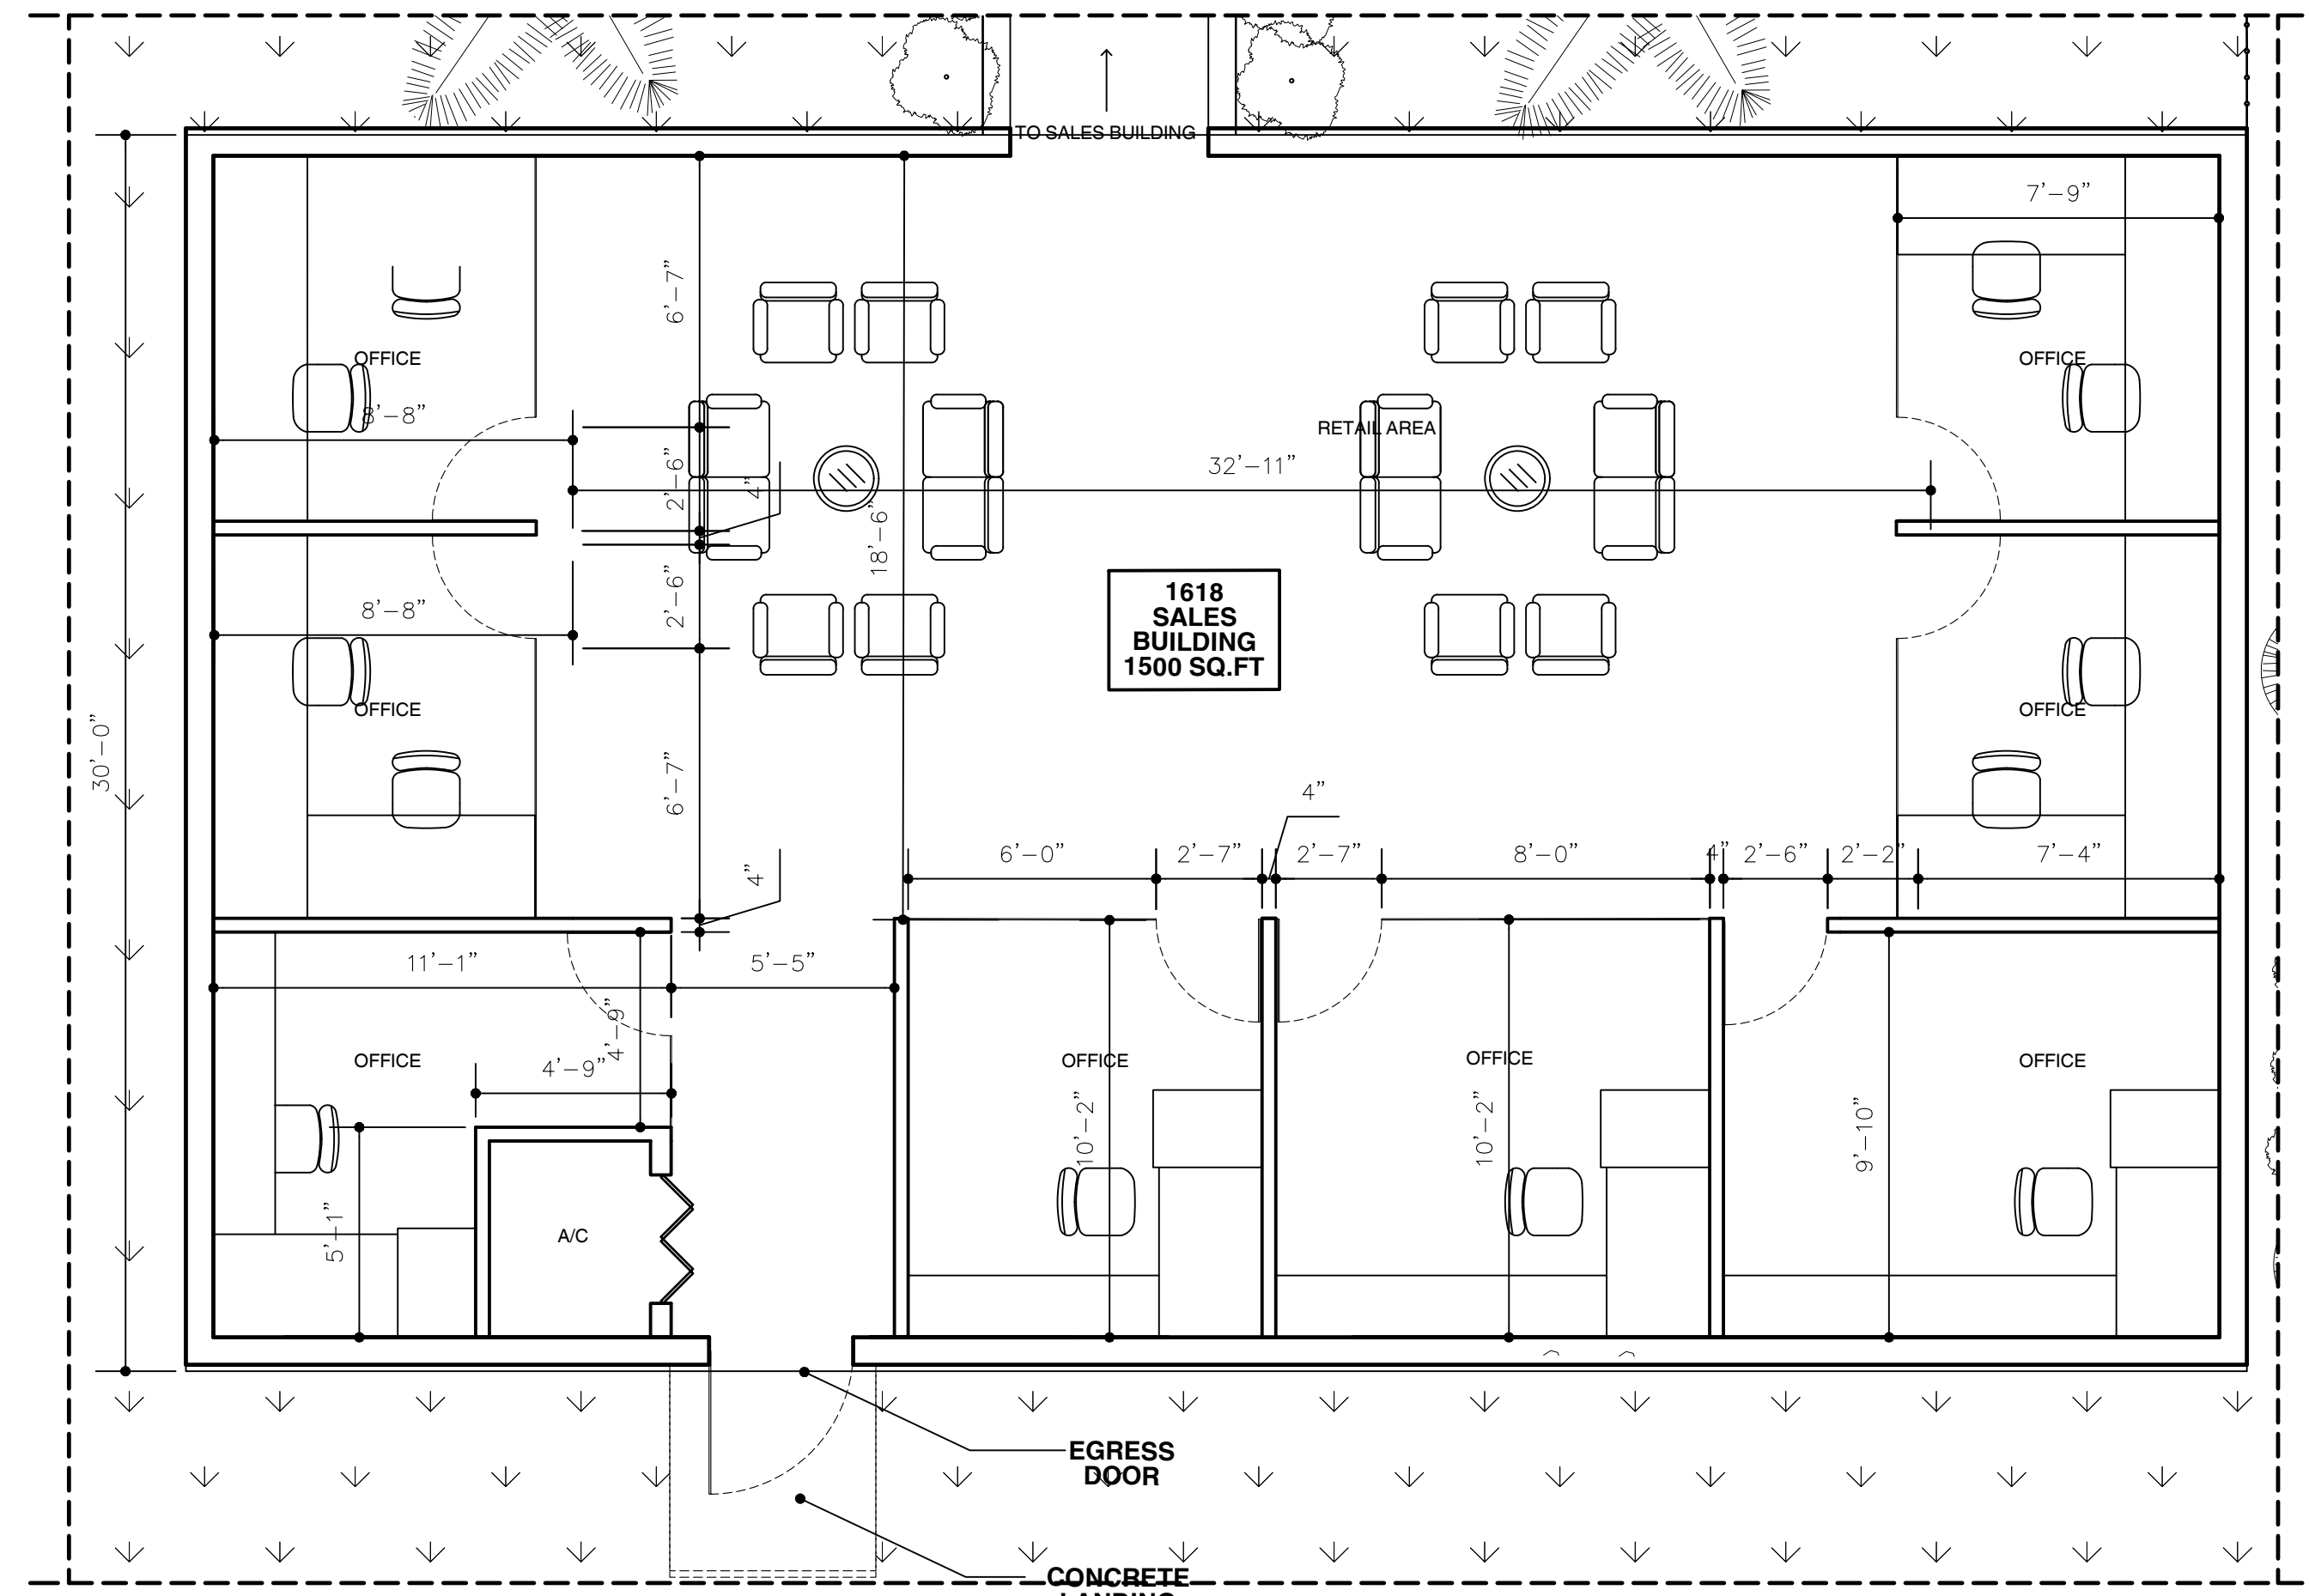 TO SALES BUILDING
7’-9”
6’-7”
OFFICE
OFFICE
8’-8”
RETAIL AREA
32’-11”
2’-6”
4”
18’-6”
1618
SALES
BUILDING
1500 SQ.FT
8’-8”
2’-6”
OFFICE
OFFICE
30’-0”
6’-7”
4”
4”
6’-0”
2’-7”
2’-7”
8’-0”
4”
2’-6”
2’-2”
7’-4”
11’-1”
5’-5”
4’-9”
OFFICE
4’-9”
OFFICE
OFFICE
OFFICE
10’-2”
10’-2”
9’-10”
5’-1”
A/C
EGRESS
DOOR
CONCRETE
LANDING